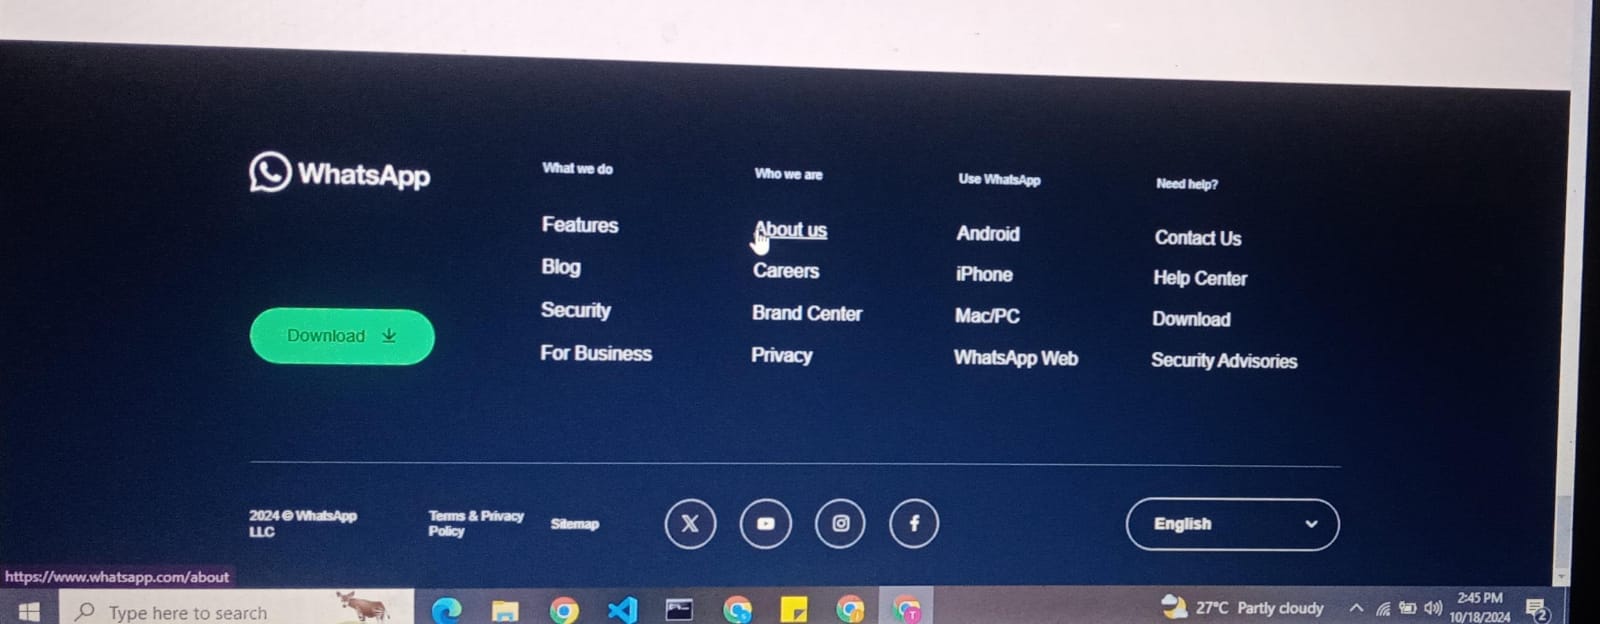 WhatsApp
Download
What we do
Features
Blog
Security
For Business
Who we are
About us
Careers
Brand Center
Privacy
Use WhatsApp
Android
iPhone
Mac/PC
WhatsApp Web
Need help?
Contact Us
Help Center
Download
Security Advisories
2024 © WhatsApp
LLC
Terms & Privacy
Policy
Sitemap
English
https://www.whatsapp.com/about
Type here to search
27°C Partly cloudy
2:45 PM
10/18/2024
2